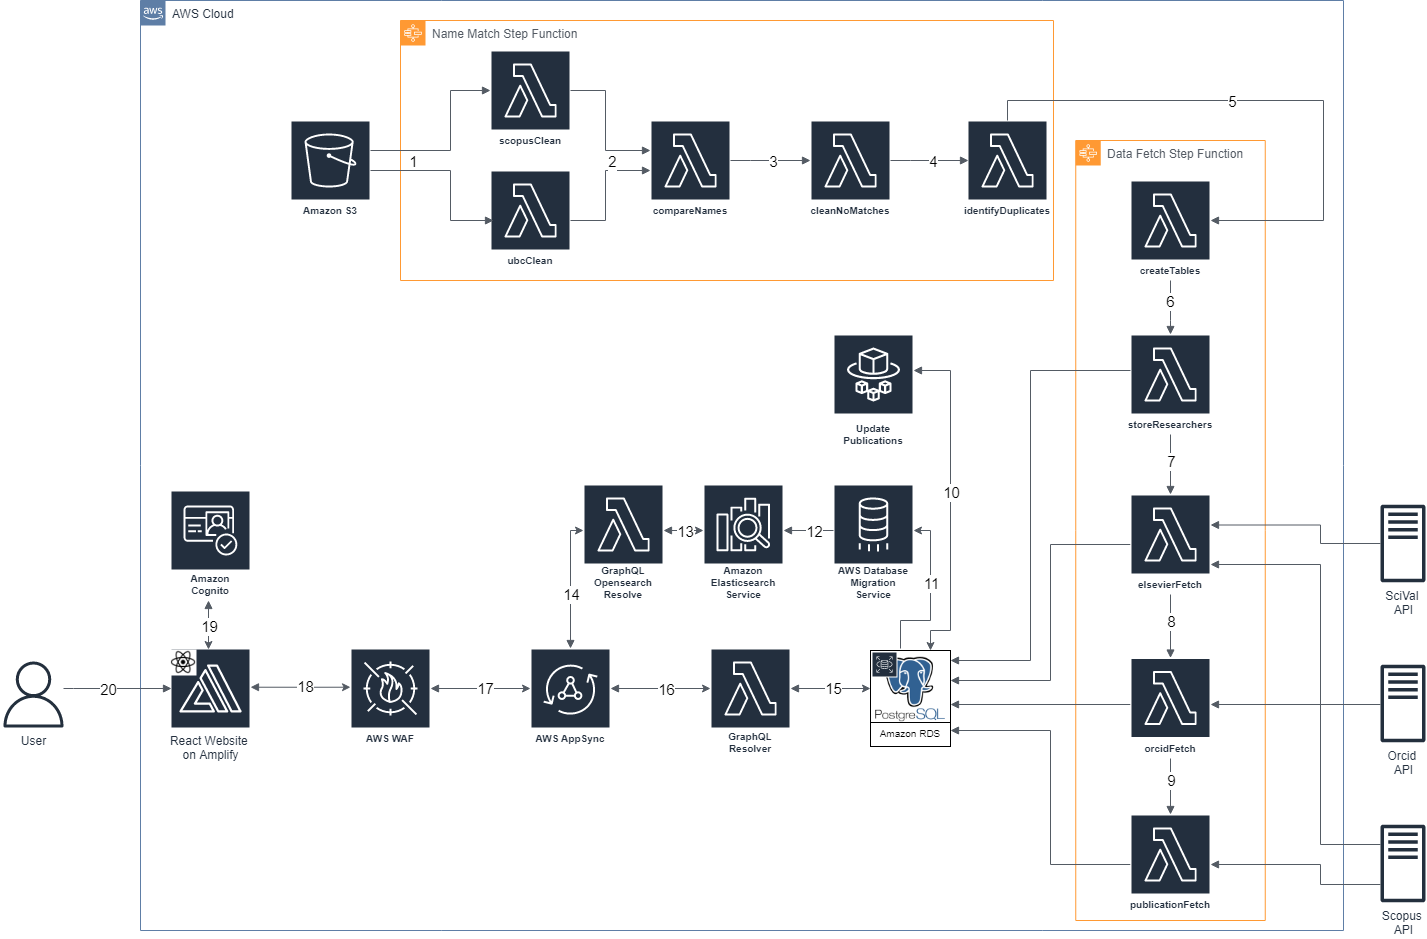 aws
AWS Cloud
Name Match Step Function
scopusClean
5
1
2
3
4
Data Fetch Step Function
Amazon S3
compareNames
cleanNoMatches
identifyDuplicates
ubcClean
createTables
6
Update
Publications
storeResearchers
7
10
13
12
Amazon
Cognito
GraphQL
Opensearch
Resolve
Amazon
Elasticsearch
Service
AWS Database
Migration
Service
11
elsevierFetch
SciVal
API
14
19
8
20
18
17
16
15
PostgreSQL
Amazon RDS
User
React Website
on Amplify
AWS WAF
AWS AppSync
GraphQL
Resolver
orcidFetch
Orcid
API
9
publicationFetch
Scopus
API